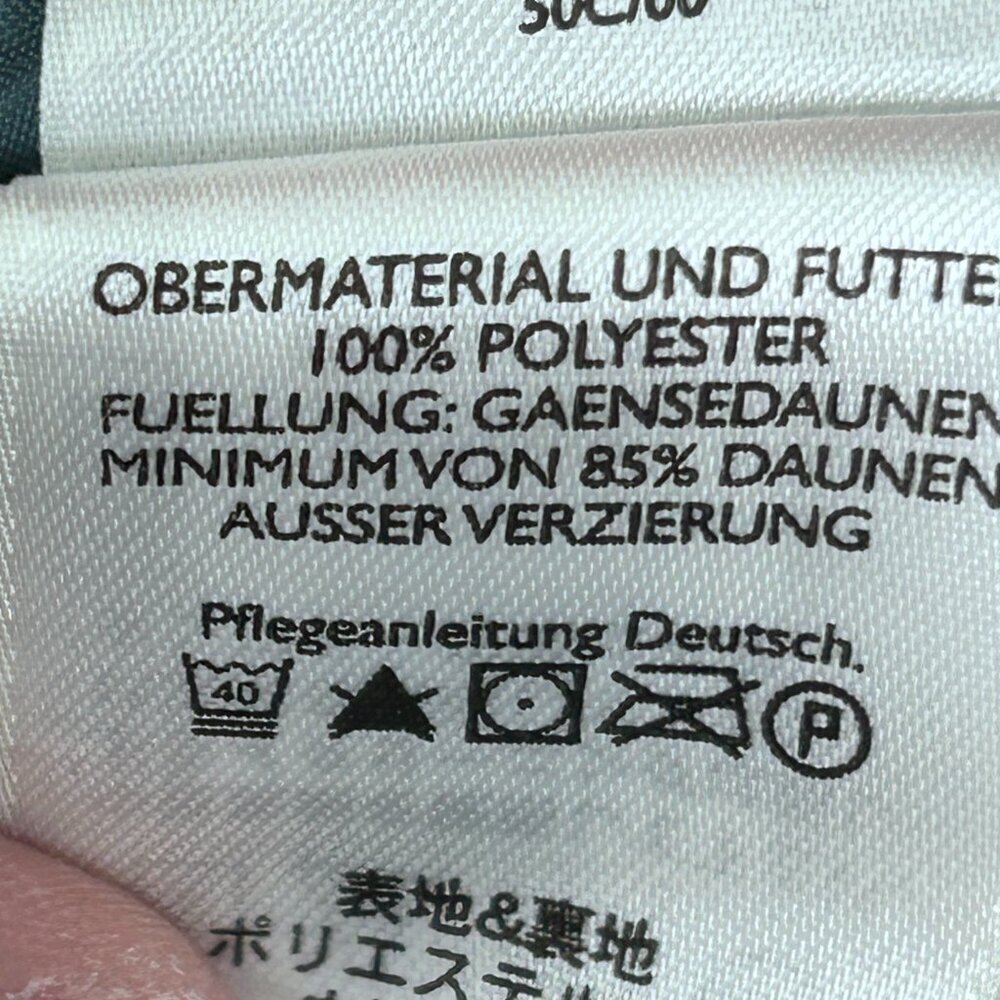 OBERMATERIAL UND FUTTE
100% POLYESTER
FUELLUNG: GAENSEDAUNEN
MINIMUM VON 85% DAUNEN
AUSSER VERZIERUNG
Pflegeanleitung Deutsch.
40 P
表地&裏地
ポリエステル